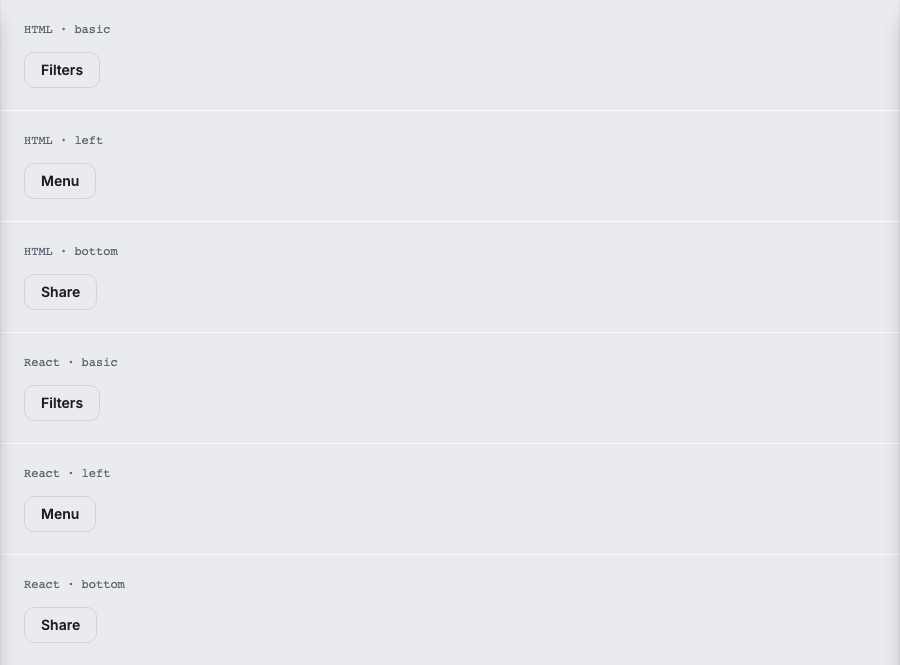 HTML · basic
Filters
HTML · left
Menu
HTML · bottom
Share
React · basic
Filters
React · left
Menu
React · bottom
Share